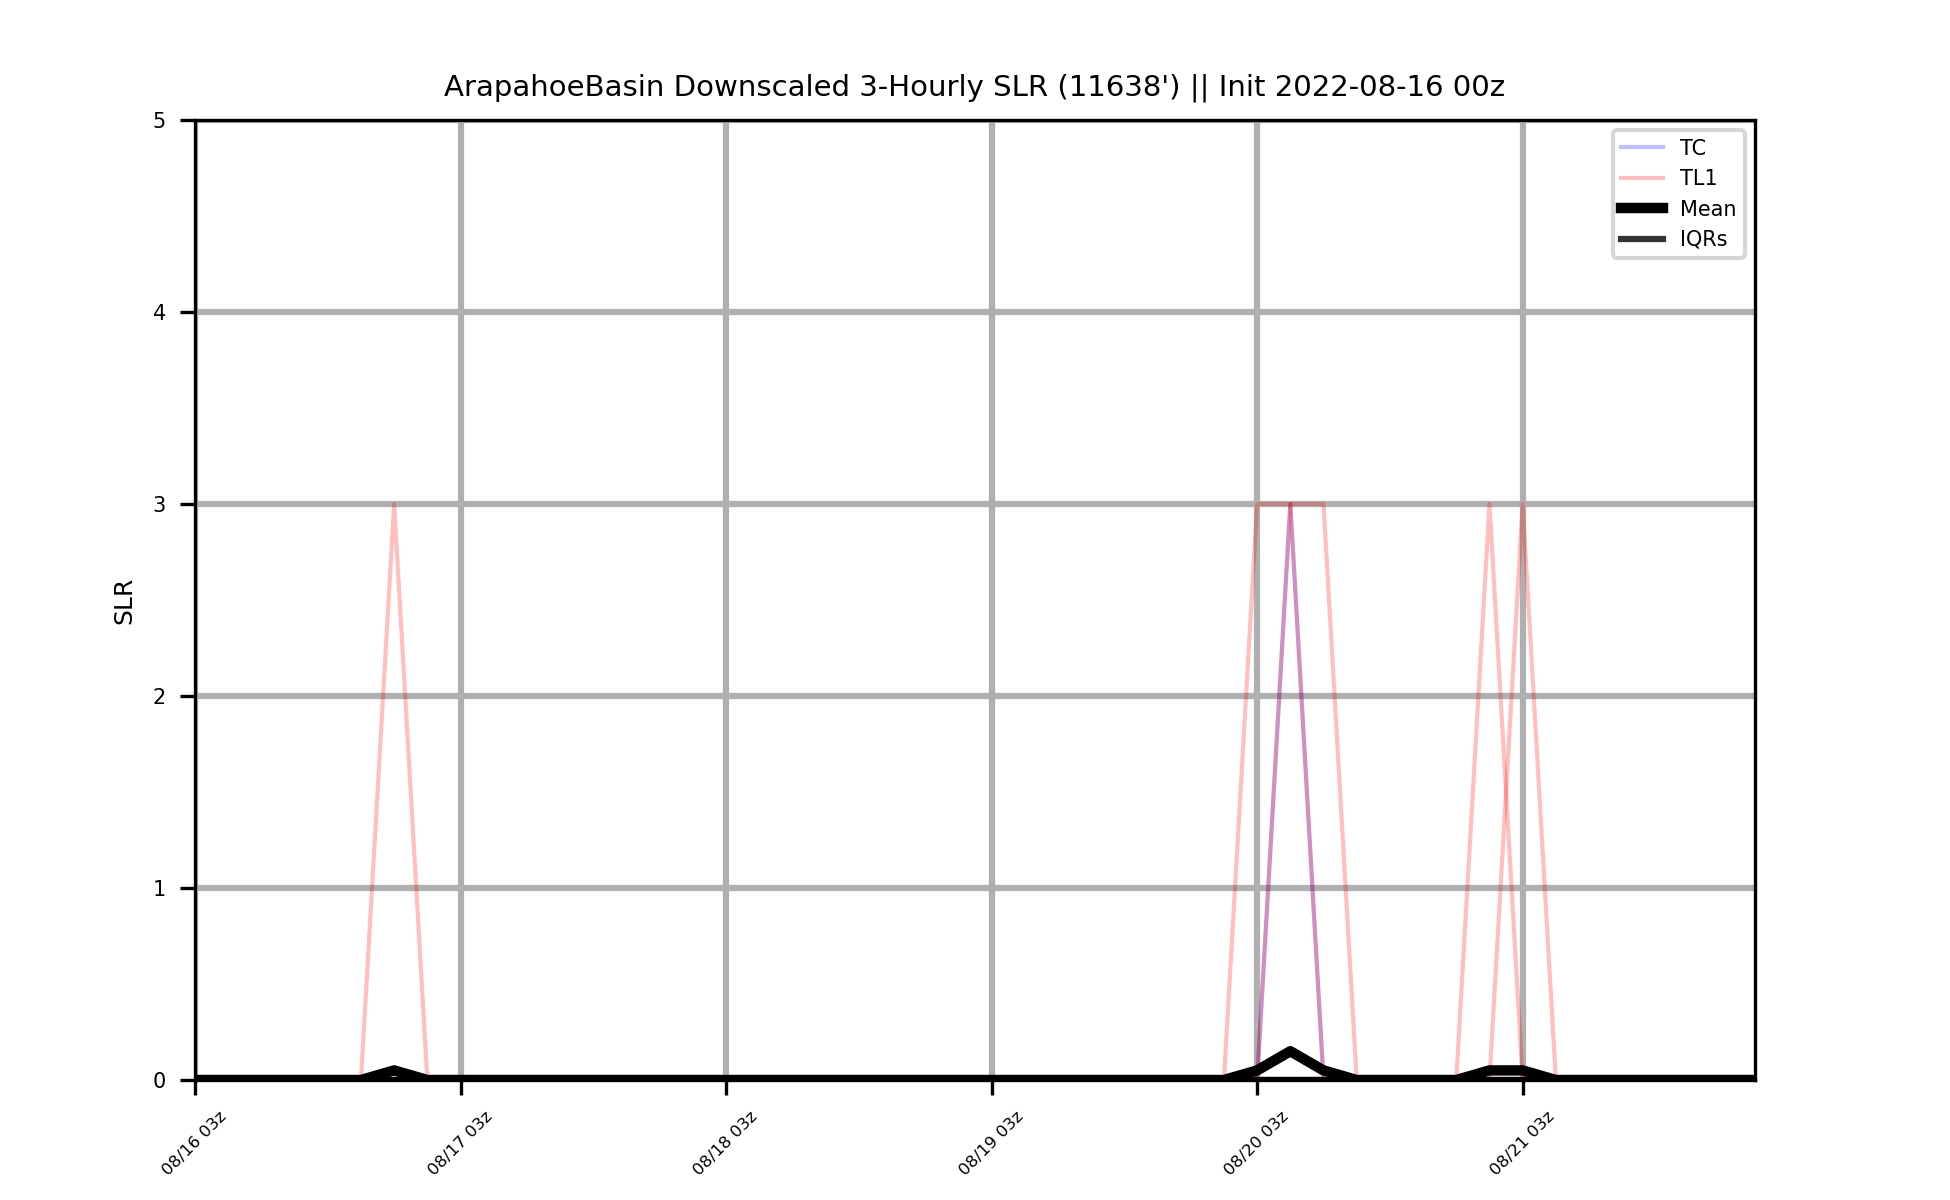 ArapahoeBasin Downscaled 3-Hourly SLR (11638') || Init 2022-08-16 00z
TC
TL1
Mean
IQRs
SLR
5
4
3
2
1
0
08/16 03z
08/17 03z
08/18 03z
08/19 03z
08/20 03z
08/21 03z